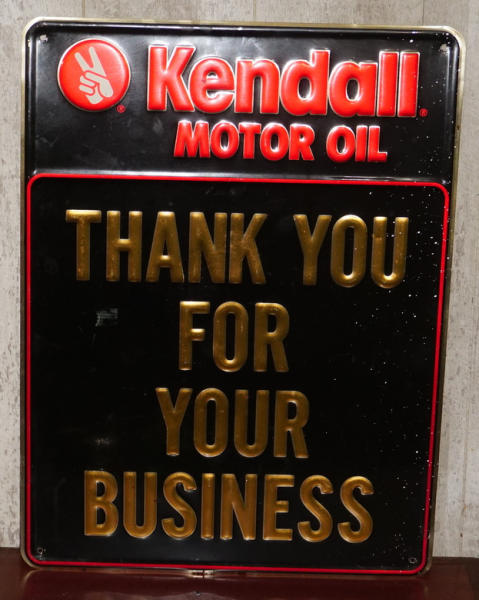 Kendall®
MOTOR OIL
THANK YOU
FOR
YOUR
BUSINESS